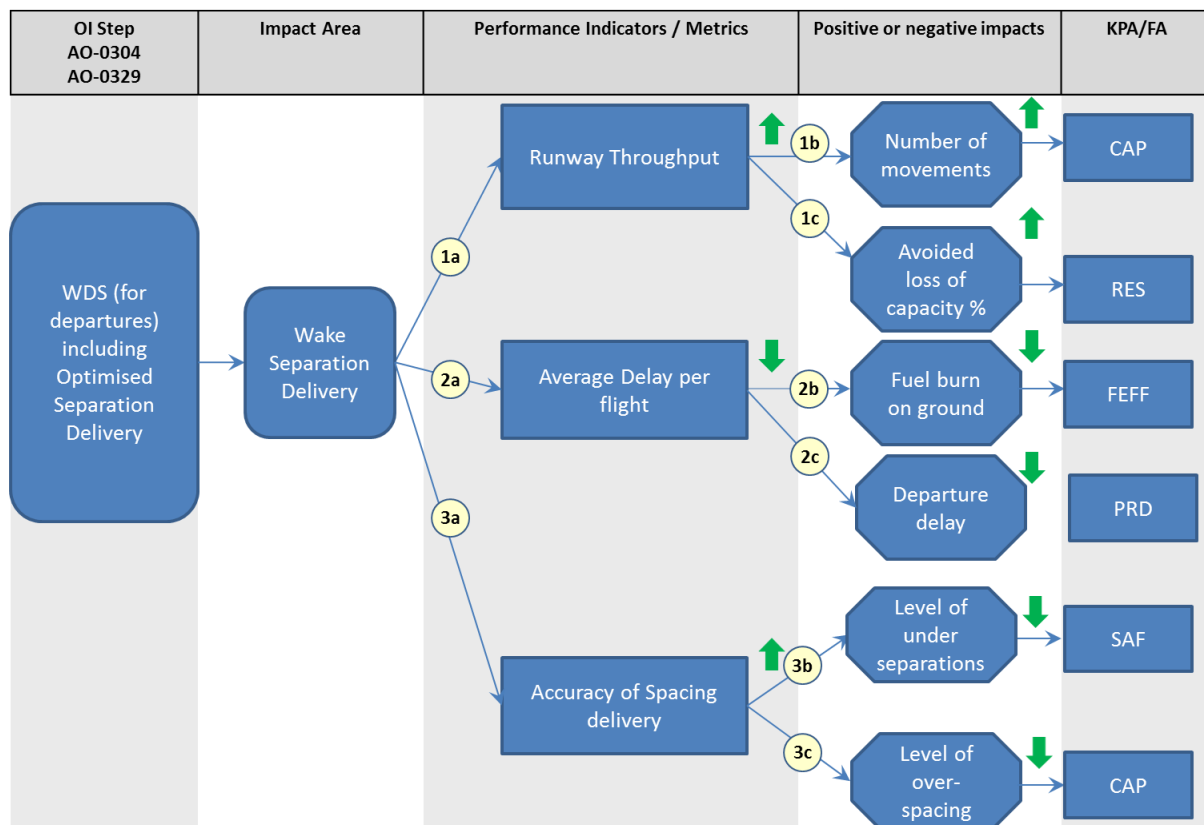 OI Step
AO-0304
AO-0329
Impact Area
Performance Indicators / Metrics
Positive or negative impacts
KPA/FA
WDS (for
departures)
including
Optimised
Separation
Delivery
Wake
Separation
Delivery
1a
2a
3a
Runway Throughput
1b
1c
Number of
movements
CAP
Avoided
loss of
capacity %
RES
Average Delay per
flight
2b
2c
Fuel burn
on ground
FEFF
Departure
delay
PRD
Accuracy of Spacing
delivery
3b
3c
Level of
under
separations
SAF
Level of
over-
spacing
CAP